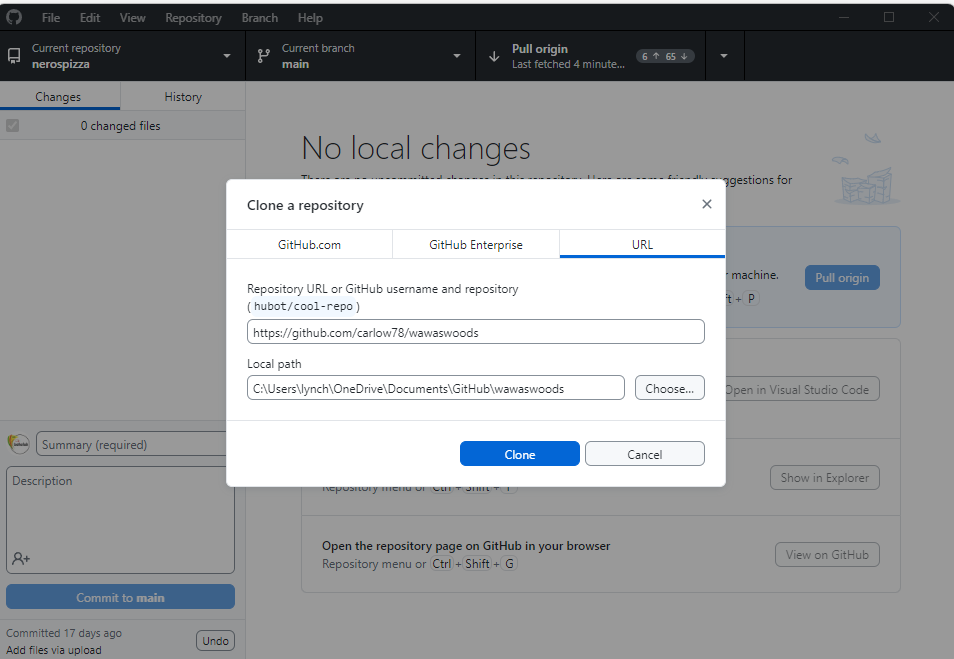 File Edit View Repository Branch Help
Current repository
nerospizza
Current branch
main
Pull origin
Last fetched 4 minute...
6 ↑ 65 ↓
Changes
History
0 changed files
No local changes
There are no uncommitted changes in this repository. Here are some friendly suggestions for
machine.
+ P
Pull origin
Open in Visual Studio Code
Show in Explorer
Repository menu or Ctrl + Shift +
Open the repository page on GitHub in your browser
Repository menu or Ctrl + Shift + G
View on GitHub
Clone a repository
GitHub.com
GitHub Enterprise
URL
Repository URL or GitHub username and repository
(hubot/cool-repo)
https://github.com/carlow78/wawaswoods
Local path
C:\Users\lynch\OneDrive\Documents\GitHub\wawaswoods
Choose...
Clone
Cancel
Summary (required)
Description
Commit to main
Committed 17 days ago
Add files via upload
Undo